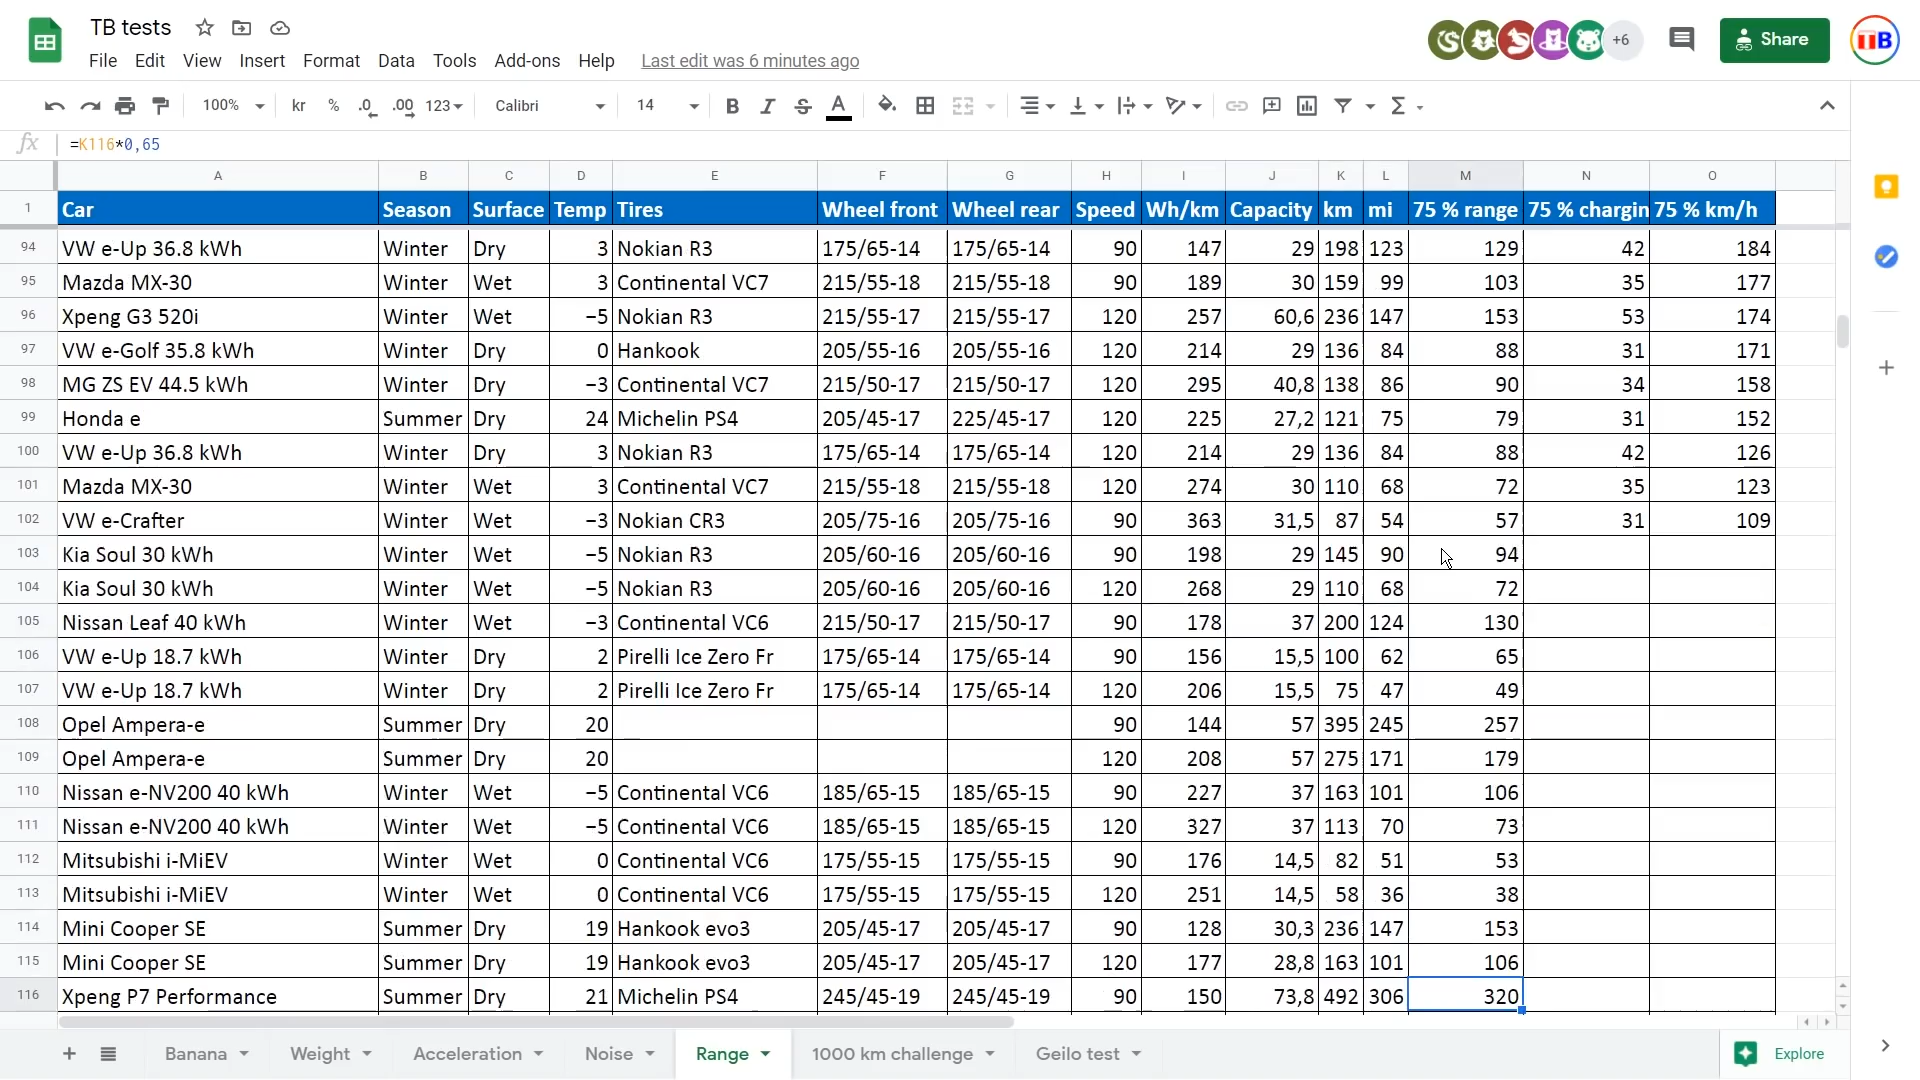 TB tests
+6
Share
TTB
File Edit View Insert Format Data Tools Add-ons Help Last edit was 6 minutes ago
100% kr % .0 .00 123 Calibri 14 B I S A Σ
fx =K116*0,65
A B C D E F G H I J K L M N O
1 Car Season Surface Temp Tires Wheel front Wheel rear Speed Wh/km Capacity km mi 75 % range 75 % chargin 75 % km/h
94 VW e-Up 36.8 kWh Winter Dry 3 Nokian R3 175/65-14 175/65-14 90 147 29 198 123 129 42 184
95 Mazda MX-30 Winter Wet 3 Continental VC7 215/55-18 215/55-18 90 189 30 159 99 103 35 177
96 Xpeng G3 520i Winter Wet −5 Nokian R3 215/55-17 215/55-17 120 257 60,6 236 147 153 53 174
97 VW e-Golf 35.8 kWh Winter Dry 0 Hankook 205/55-16 205/55-16 120 214 29 136 84 88 31 171
98 MG ZS EV 44.5 kWh Winter Dry −3 Continental VC7 215/50-17 215/50-17 120 295 40,8 138 86 90 34 158
99 Honda e Summer Dry 24 Michelin PS4 205/45-17 225/45-17 120 225 27,2 121 75 79 31 152
100 VW e-Up 36.8 kWh Winter Dry 3 Nokian R3 175/65-14 175/65-14 120 214 29 136 84 88 42 126
101 Mazda MX-30 Winter Wet 3 Continental VC7 215/55-18 215/55-18 120 274 30 110 68 72 35 123
102 VW e-Crafter Winter Wet −3 Nokian CR3 205/75-16 205/75-16 90 363 31,5 87 54 57 31 109
103 Kia Soul 30 kWh Winter Wet −5 Nokian R3 205/60-16 205/60-16 90 198 29 145 90 94
104 Kia Soul 30 kWh Winter Wet −5 Nokian R3 205/60-16 205/60-16 120 268 29 110 68 72
105 Nissan Leaf 40 kWh Winter Wet −3 Continental VC6 215/50-17 215/50-17 90 178 37 200 124 130
106 VW e-Up 18.7 kWh Winter Dry 2 Pirelli Ice Zero Fr 175/65-14 175/65-14 90 156 15,5 100 62 65
107 VW e-Up 18.7 kWh Winter Dry 2 Pirelli Ice Zero Fr 175/65-14 175/65-14 120 206 15,5 75 47 49
108 Opel Ampera-e Summer Dry 20 90 144 57 395 245 257
109 Opel Ampera-e Summer Dry 20 120 208 57 275 171 179
110 Nissan e-NV200 40 kWh Winter Wet −5 Continental VC6 185/65-15 185/65-15 90 227 37 163 101 106
111 Nissan e-NV200 40 kWh Winter Wet −5 Continental VC6 185/65-15 185/65-15 120 327 37 113 70 73
112 Mitsubishi i-MiEV Winter Wet 0 Continental VC6 175/55-15 175/55-15 90 176 14,5 82 51 53
113 Mitsubishi i-MiEV Winter Wet 0 Continental VC6 175/55-15 175/55-15 120 251 14,5 58 36 38
114 Mini Cooper SE Summer Dry 19 Hankook evo3 205/45-17 205/45-17 90 128 30,3 236 147 153
115 Mini Cooper SE Summer Dry 19 Hankook evo3 205/45-17 205/45-17 120 177 28,8 163 101 106
116 Xpeng P7 Performance Summer Dry 21 Michelin PS4 245/45-19 245/45-19 90 150 73,8 492 306 320
Banana Weight Acceleration Noise Range 1000 km challenge Geilo test Explore